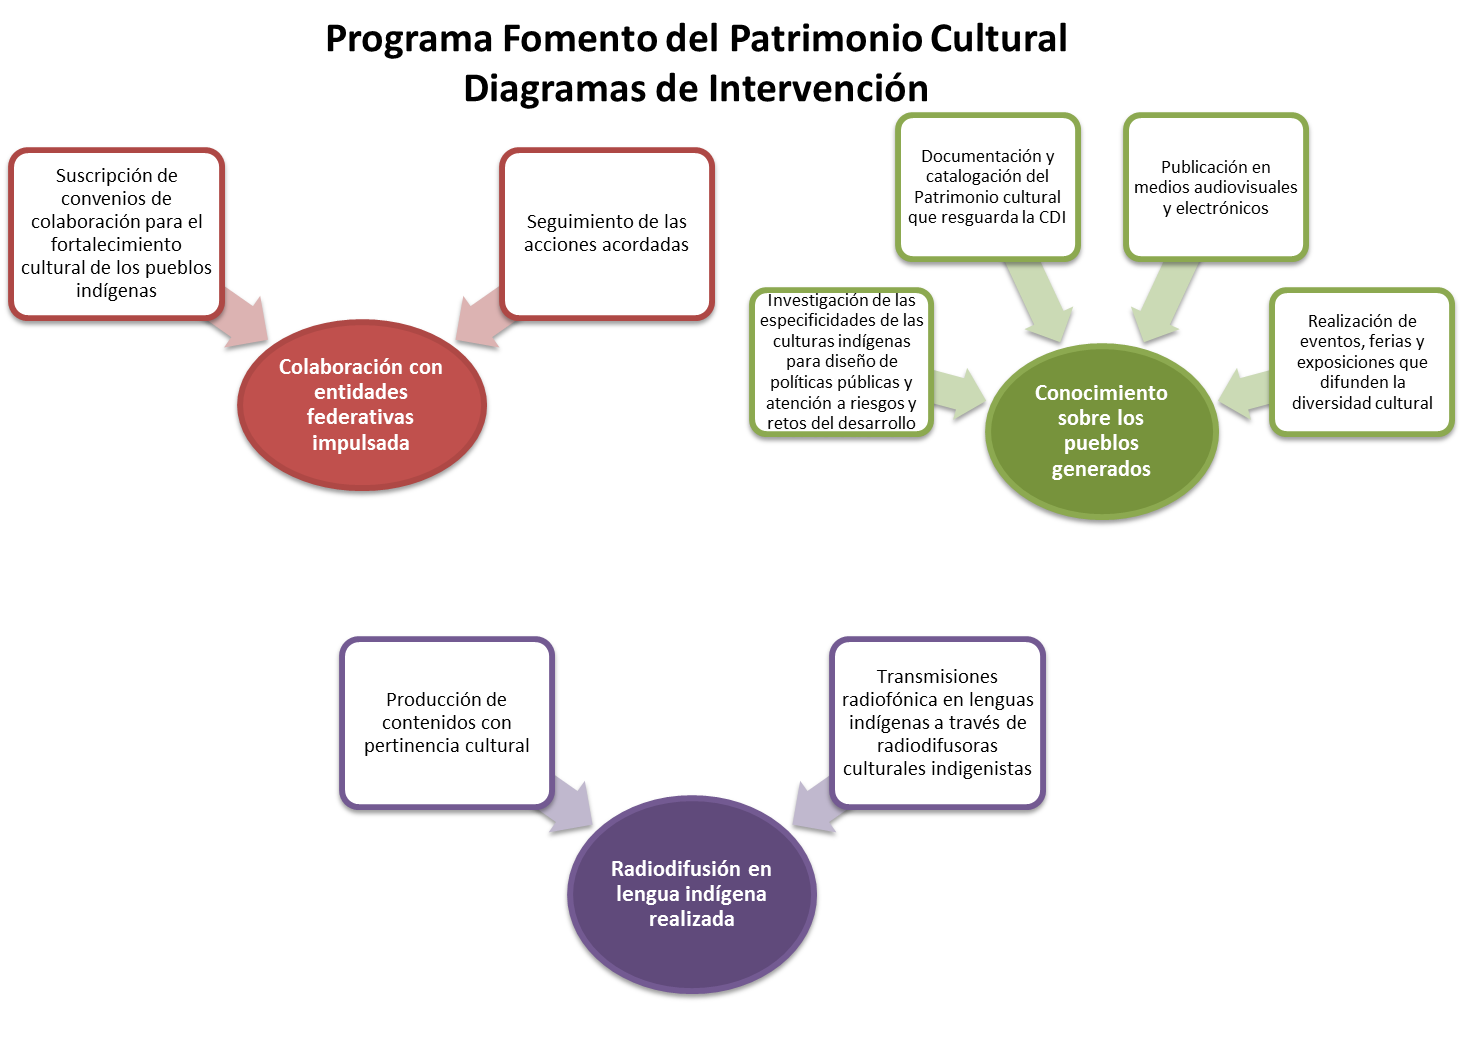 Programa Fomento del Patrimonio Cultural
Diagramas de Intervención
Suscripción de
convenios de
colaboración para el
fortalecimiento
cultural de los pueblos
indígenas
Seguimiento de las
acciones acordadas
Colaboración con
entidades
federativas
impulsada
Documentación y
catalogación del
Patrimonio cultural
que resguarda la CDI
Publicación en
medios audiovisuales
y electrónicos
Investigación de las
especificidades de las
culturas indígenas
para diseño de
políticas públicas y
atención a riesgos y
retos del desarrollo
Realización de
eventos, ferias y
exposiciones que
difunden la
diversidad cultural
Conocimiento
sobre los
pueblos
generados
Producción de
contenidos con
pertinencia cultural
Transmisiones
radiofónica en lenguas
indígenas a través de
radiodifusoras
culturales indigenistas
Radiodifusión en
lengua indígena
realizada